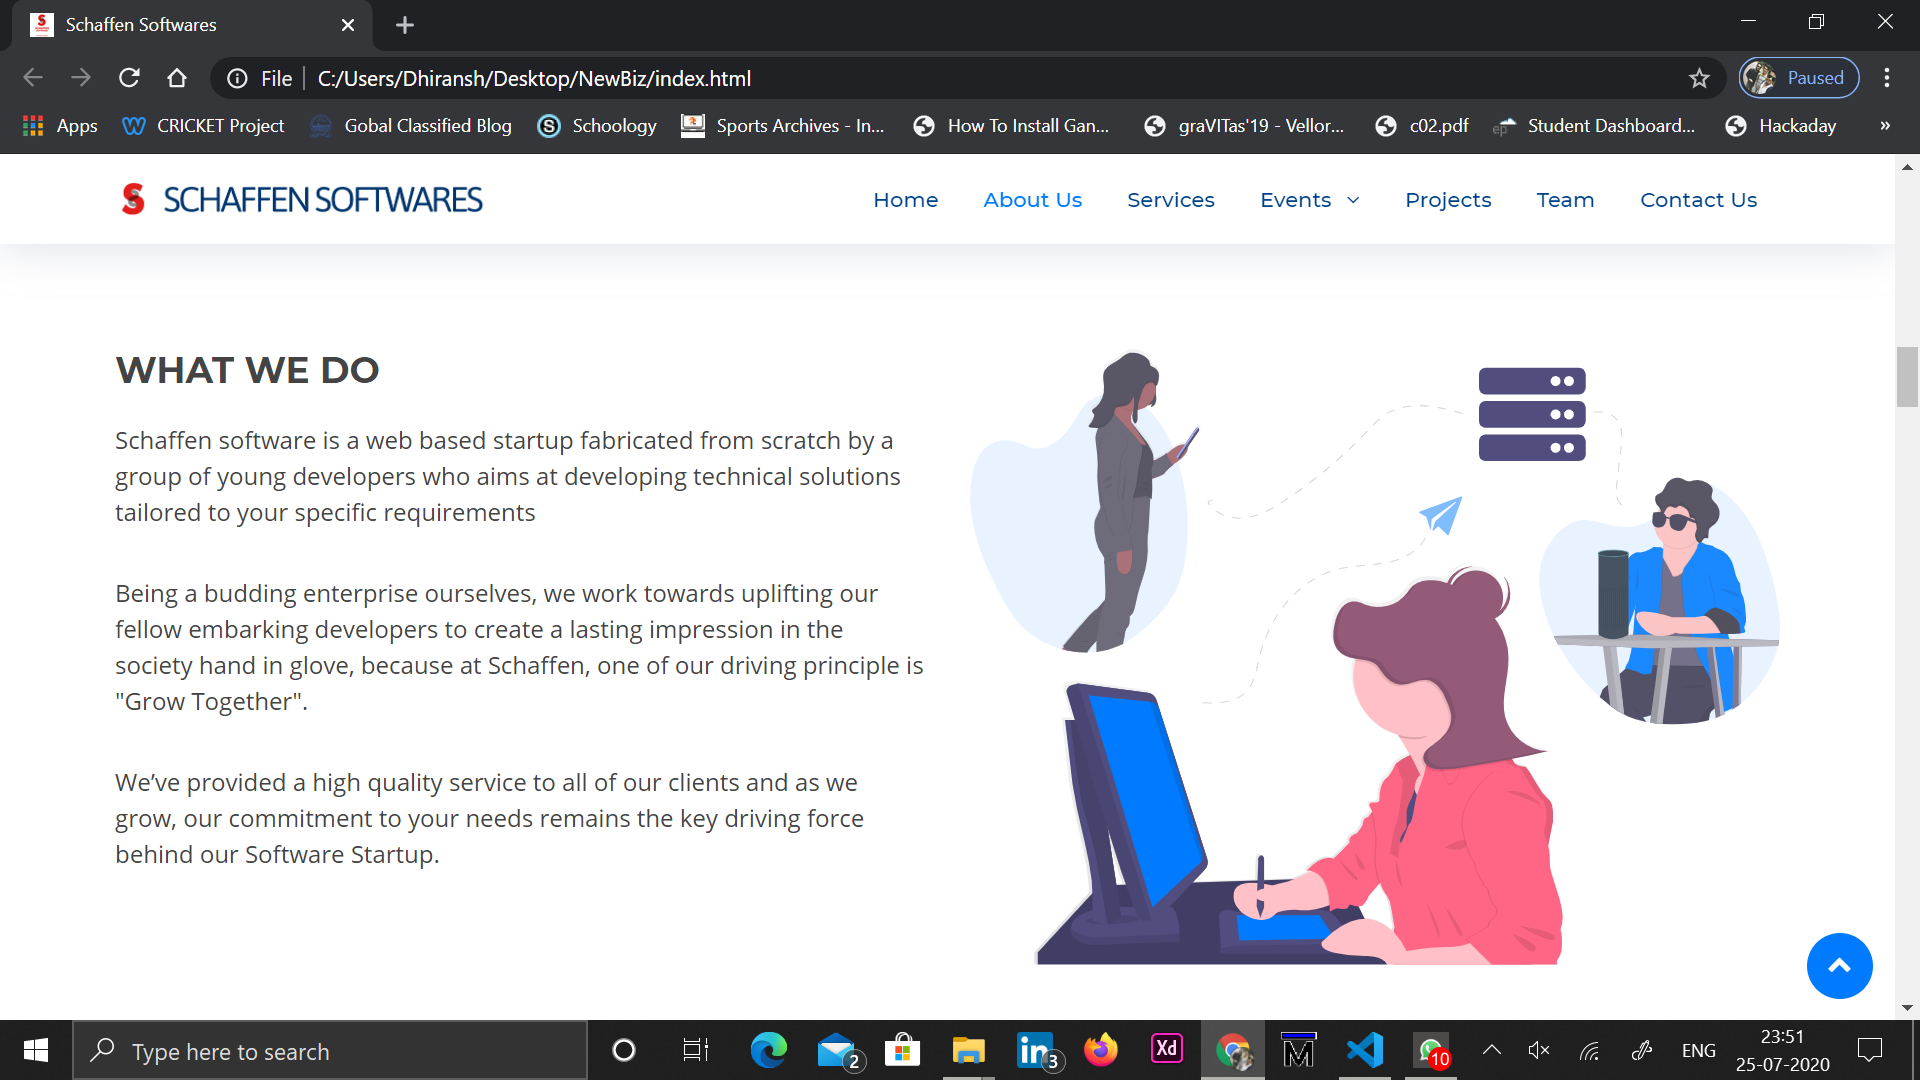 Schaffen Softwares
File
C:/Users/Dhiransh/Desktop/NewBiz/index.html
Paused
Apps
CRICKET Project
Gobal Classified Blog
Schoology
Sports Archives - In...
How To Install Gan...
graVITas'19 - Vellor...
c02.pdf
ep
Student Dashboard...
Hackaday
»
S SCHAFFEN SOFTWARES
Home
About Us
Services
Events
Projects
Team
Contact Us
WHAT WE DO
Schaffen software is a web based startup fabricated from scratch by a
group of young developers who aims at developing technical solutions
tailored to your specific requirements
Being a budding enterprise ourselves, we work towards uplifting our
fellow embarking developers to create a lasting impression in the
society hand in glove, because at Schaffen, one of our driving principle is
"Grow Together".
We’ve provided a high quality service to all of our clients and as we
grow, our commitment to your needs remains the key driving force
behind our Software Startup.
Type here to search
2
in
3
Xd
M
10
ENG
23:51
25-07-2020